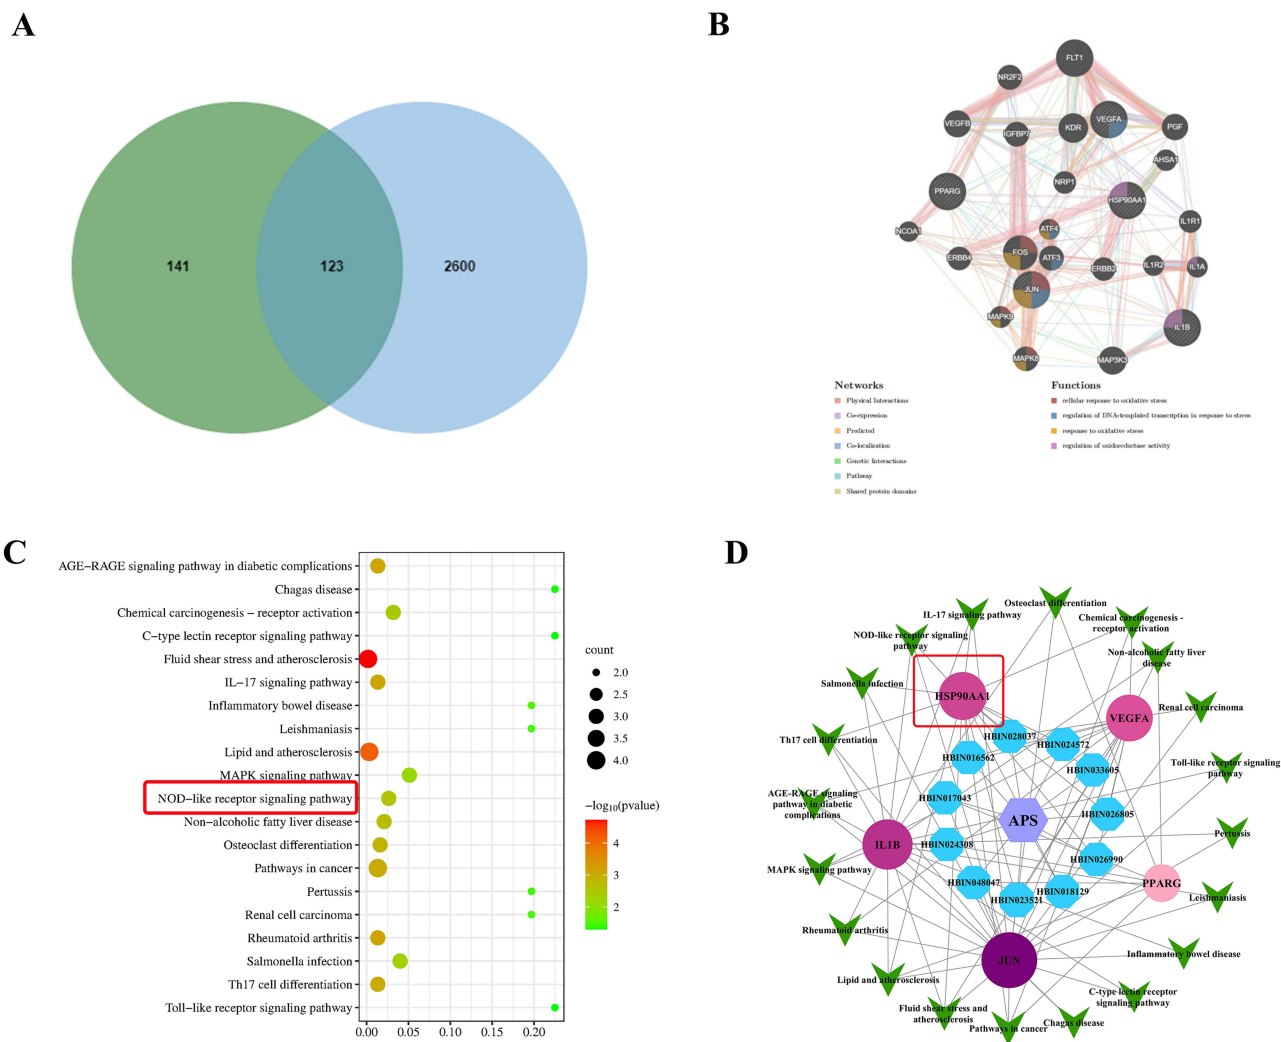 A
141
123
2600
B
FLT1
NR2F2
VEGFB
IGFBP7
KDR
VEGFA
PGF
AHSA1
NRP1
PPARG
HSP90AA1
NCOA1
IL1R1
ATF4
FOS
ATF3
ERBB4
ERBB2
IL1R2
IL1A
JUN
MAPK9
IL1B
MAPK8
MAP3K3
Networks
Physical Interactions
Co-expression
Predicted
Co-localization
Genetic Interactions
Pathway
Shared protein domains
Functions
cellular response to oxidative stress
regulation of DNA-templated transcription in response to stress
response to oxidative stress
regulation of oxidoreductase activity
C
AGE−RAGE signaling pathway in diabetic complications
Chagas disease
Chemical carcinogenesis − receptor activation
C−type lectin receptor signaling pathway
Fluid shear stress and atherosclerosis
IL−17 signaling pathway
Inflammatory bowel disease
Leishmaniasis
Lipid and atherosclerosis
MAPK signaling pathway
NOD−like receptor signaling pathway
Non−alcoholic fatty liver disease
Osteoclast differentiation
Pathways in cancer
Pertussis
Renal cell carcinoma
Rheumatoid arthritis
Salmonella infection
Th17 cell differentiation
Toll−like receptor signaling pathway
0.00 0.05 0.10 0.15 0.20
count
2.0
2.5
3.0
3.5
4.0
−log10(pvalue)
4
3
2
D
Osteoclast differentiation
IL-17 signaling pathway
Chemical carcinogenesis -
receptor activation
NOD-like receptor signaling
pathway
Non-alcoholic fatty liver
disease
Salmonella infection
HSP90AA1
VEGFA
Renal cell carcinoma
Th17 cell differentiation
HBIN028037
HBIN024572
HBIN016562
HBIN033605
Toll-like receptor signaling
pathway
AGE-RAGE signaling
pathway in diabetic
complications
HBIN017043
HBIN026805
APS
Pertussis
IL1B
HBIN024308
HBIN026990
MAPK signaling pathway
HBIN048047
HBIN018129
HBIN023521
PPARG
Leishmaniasis
Rheumatoid arthritis
Inflammatory bowel disease
JUN
Lipid and atherosclerosis
C-type lectin receptor
signaling pathway
Fluid shear stress and
atherosclerosis
Pathways in cancer
Chagas disease